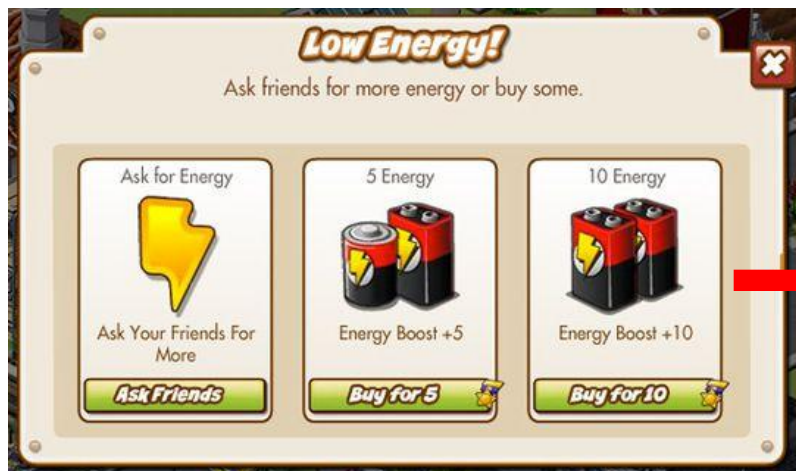 Low Energy!
Ask friends for more energy or buy some.
Ask for Energy
Ask Your Friends For
More
Ask Friends
5 Energy
Energy Boost +5
Buy for 5
10 Energy
Energy Boost +10
Buy for 10